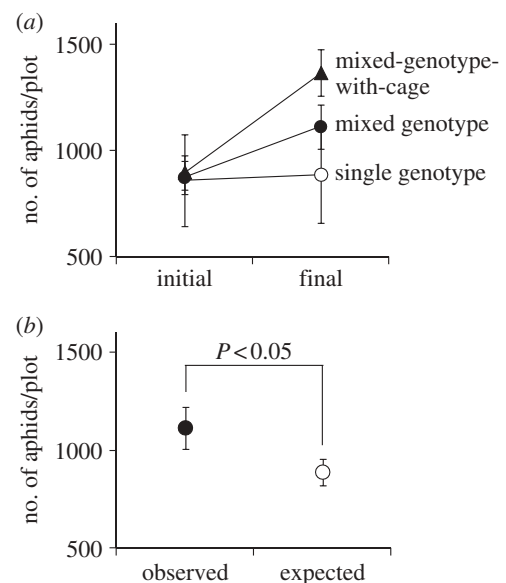 (a)
no. of aphids/plot
1500
1000
500
mixed-genotype-
with-cage
mixed genotype
single genotype
initial final
(b)
no. of aphids/plot
1500
1000
500
P < 0.05
observed expected